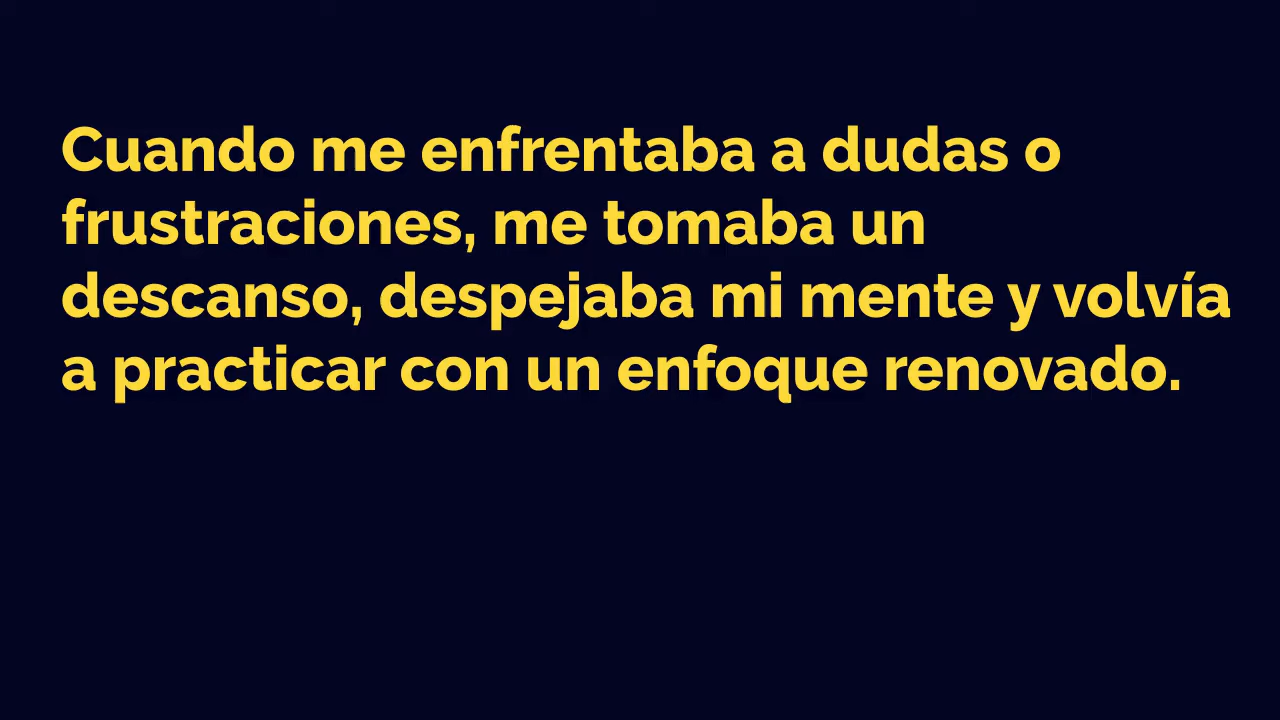 Cuando me enfrentaba a dudas o
frustraciones, me tomaba un
descanso, despejaba mi mente y volvía
a practicar con un enfoque renovado.